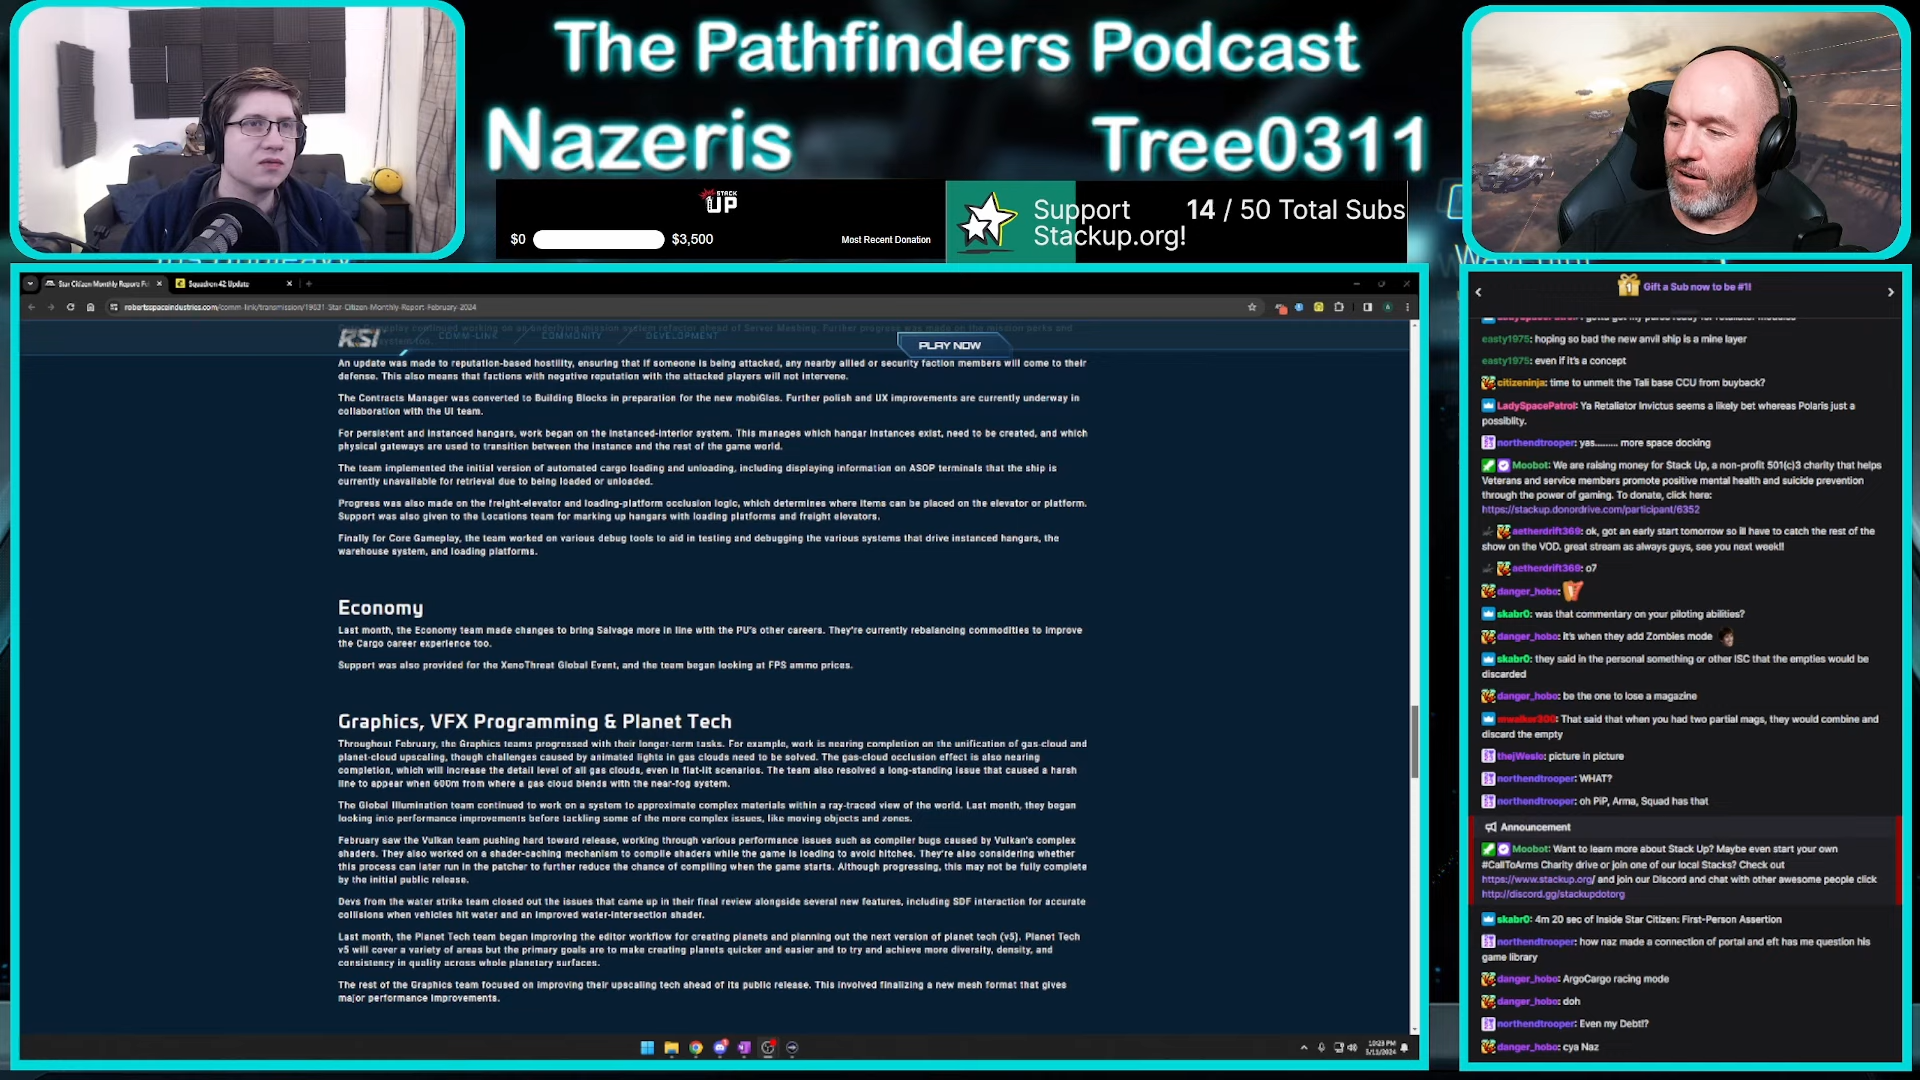 The Pathfinders Podcast
Nazeris
Tree0311
STACK
UP
$0
$3,500
Most Recent Donation
Support
Stackup.org!
14 / 50 Total Subs
Squadron 42 Update
robertsspaceindustries.com/comm-link/transmission/19831-Star-Citizen-Monthly-Report-February-2024
RSI
COMM-LINK
COMMUNITY
DEVELOPMENT
PLAY NOW
An update was made to reputation-based hostility, ensuring that if someone is being attacked, any nearby allied or security faction members will come to their
defense. This also means that factions with negative reputation with the attacked players will not intervene.
The Contracts Manager was converted to Building Blocks in preparation for the new mobiGlas. Further polish and UX improvements are currently underway in
collaboration with the UI team.
For persistent and instanced hangars, work began on the instanced-interior system. This manages which hangar instances exist, need to be created, and which
physical gateways are used to transition between the instance and the rest of the game world.
The team implemented the initial version of automated cargo loading and unloading, including displaying information on ASOP terminals that the ship is
currently unavailable for retrieval due to being loaded or unloaded.
Progress was also made on the freight-elevator and loading-platform occlusion logic, which determines where items can be placed on the elevator or platform.
Support was also given to the Locations team for marking up hangars with loading platforms and freight elevators.
Finally for Core Gameplay, the team worked on various debug tools to aid in testing and debugging the various systems that drive instanced hangars, the
warehouse system, and loading platforms.
Economy
Last month, the Economy team made changes to bring Salvage more in line with the PU's other careers. They're currently rebalancing commodities to improve
the Cargo career experience too.
Support was also provided for the XenoThreat Global Event, and the team began looking at FPS ammo prices.
Graphics, VFX Programming & Planet Tech
Throughout February, the Graphics teams progressed with their longer-term tasks. For example, work is nearing completion on the unification of gas-cloud and
planet-cloud upscaling, though challenges caused by animated lights in gas clouds need to be solved. The gas-cloud occlusion effect is also nearing
completion, which will increase the detail level of all gas clouds, even in flat-lit scenarios. The team also resolved a long-standing issue that caused a harsh
line to appear when 600m from where a gas cloud blends with the near-fog system.
The Global Illumination team continued to work on a system to approximate complex materials within a ray-traced view of the world. Last month, they began
looking into performance improvements before tackling some of the more complex issues, like moving objects and zones.
February saw the Vulkan team pushing hard toward release, working through various performance issues such as compiler bugs caused by Vulkan's complex
shaders. They also worked on a shader-caching mechanism to compile shaders while the game is loading to avoid hitches. They're also considering whether
this process can later run in the patcher to further reduce the chance of compiling when the game starts. Although progressing, this may not be fully complete
by the initial public release.
Devs from the water strike team closed out the issues that came up in their final review alongside several new features, including SDF interaction for accurate
collisions when vehicles hit water and an improved water-intersection shader.
Last month, the Planet Tech team began improving the editor workflow for creating planets and planning out the next version of planet tech (v5). Planet Tech
v5 will cover a variety of areas but the primary goals are to make creating planets quicker and easier and to try and achieve more diversity, density, and
consistency in quality across whole planetary surfaces.
The rest of the Graphics team focused on improving their upscaling tech ahead of its public release. This involved finalizing a new mesh format that gives
major performance improvements.
10:23 PM
Gift a Sub now to be #1!
easty1975: hoping so bad the new anvil ship is a mine layer
easty1975: even if it's a concept
citizeninja: time to unmelt the Tali base CCU from buyback?
LadySpacePatrol: Ya Retaliator Invictus seems a likely bet whereas Polaris just a
possiblity.
northendtrooper: yas......... more space docking
Moobot: We are raising money for Stack Up, a non-profit 501(c)3 charity that helps
Veterans and service members promote positive mental health and suicide prevention
through the power of gaming. To donate, click here:
https://stackup.donordrive.com/participant/6352
aetherdrift369: ok, got an early start tomorrow so ill have to catch the rest of the
show on the VOD. great stream as always guys, see you next week!!
aetherdrift369: o7
danger_hobo:
skabr0: was that commentary on your piloting abilities?
danger_hobo: it's when they add Zombies mode
skabr0: they said in the personal something or other ISC that the empties would be
discarded
danger_hobo: be the one to lose a magazine
mwalker300: That said that when you had two partial mags, they would combine and
discard the empty
thejWesle: picture in picture
northendtrooper: WHAT?
northendtrooper: oh PiP, Arma, Squad has that
Announcement
Moobot: Want to learn more about Stack Up? Maybe even start your own
#CallToArms Charity drive or join one of our local Stacks? Check out
https://www.stackup.org/ and join our Discord and chat with other awesome people click
http://discord.gg/stackupdotorg
skabr0: 4m 20 sec of Inside Star Citizen: First-Person Assertion
northendtrooper: how naz made a connection of portal and eft has me question his
game library
danger_hobo: ArgoCargo racing mode
danger_hobo: doh
northendtrooper: Even my Debt!?
danger_hobo: cya Naz